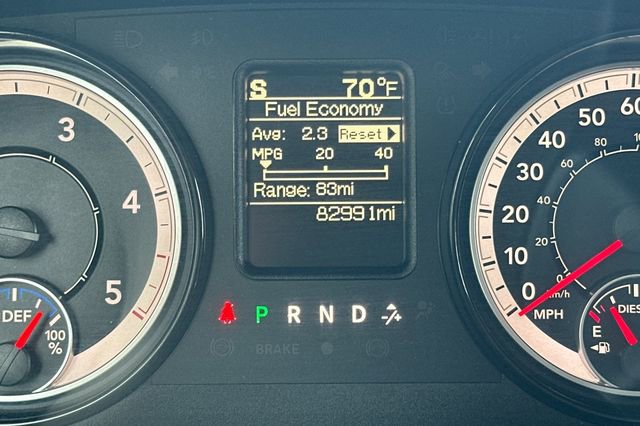 S 70°F
Fuel Economy
Avg: 2.3 Reset
MPG 20 40
Range: 83mi
82991mi
3
4
5
DEF
100
%
P R N D
BRAKE
0 10 20 30 40 50 60
20 40 60 80
km/h
MPH
DIES
E